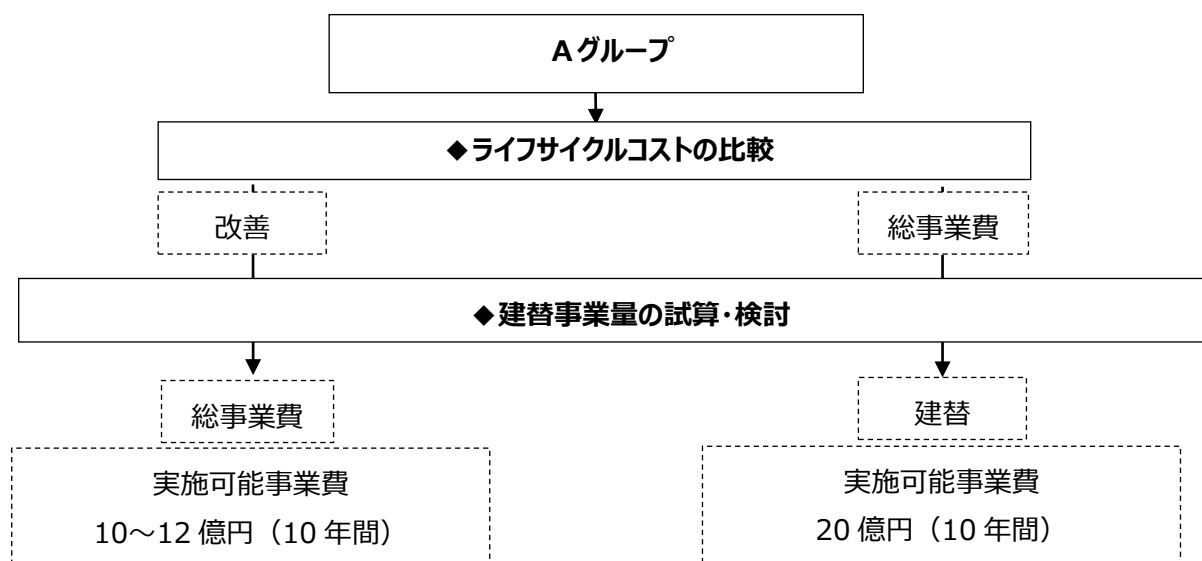 Aグループ
◆ライフサイクルコストの比較
改善
総事業費
◆建替事業量の試算・検討
総事業費
建替
実施可能事業費
10～12億円（10年間）
実施可能事業費
20億円（10年間）